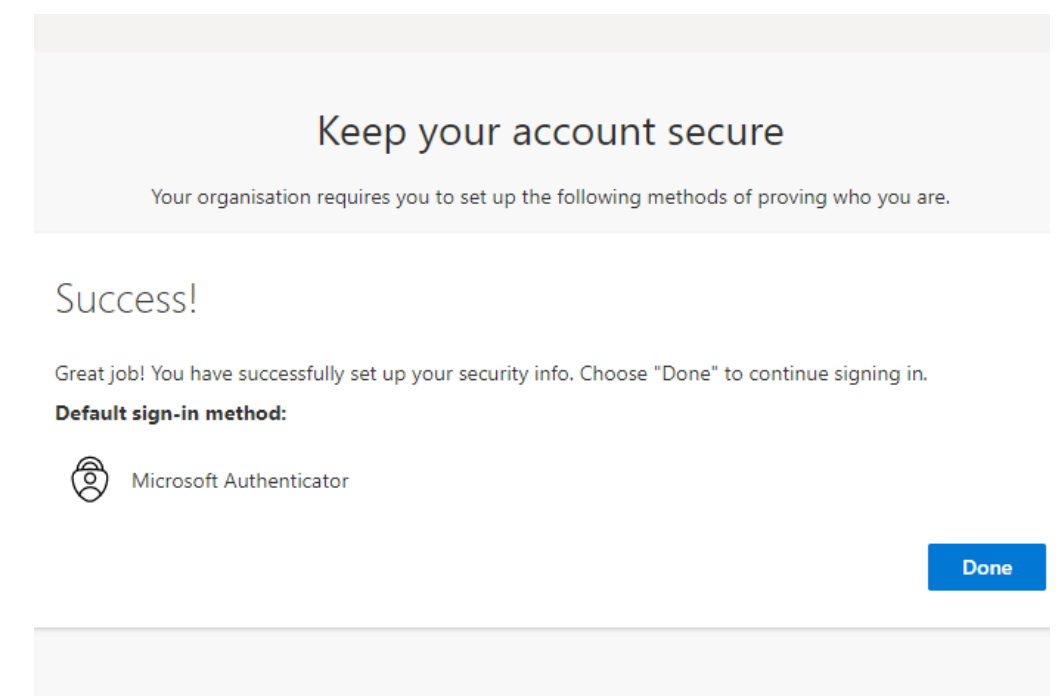 Keep your account secure
Your organisation requires you to set up the following methods of proving who you are.
Success!
Great job! You have successfully set up your security info. Choose "Done" to continue signing in.
Default sign-in method:
Microsoft Authenticator
Done